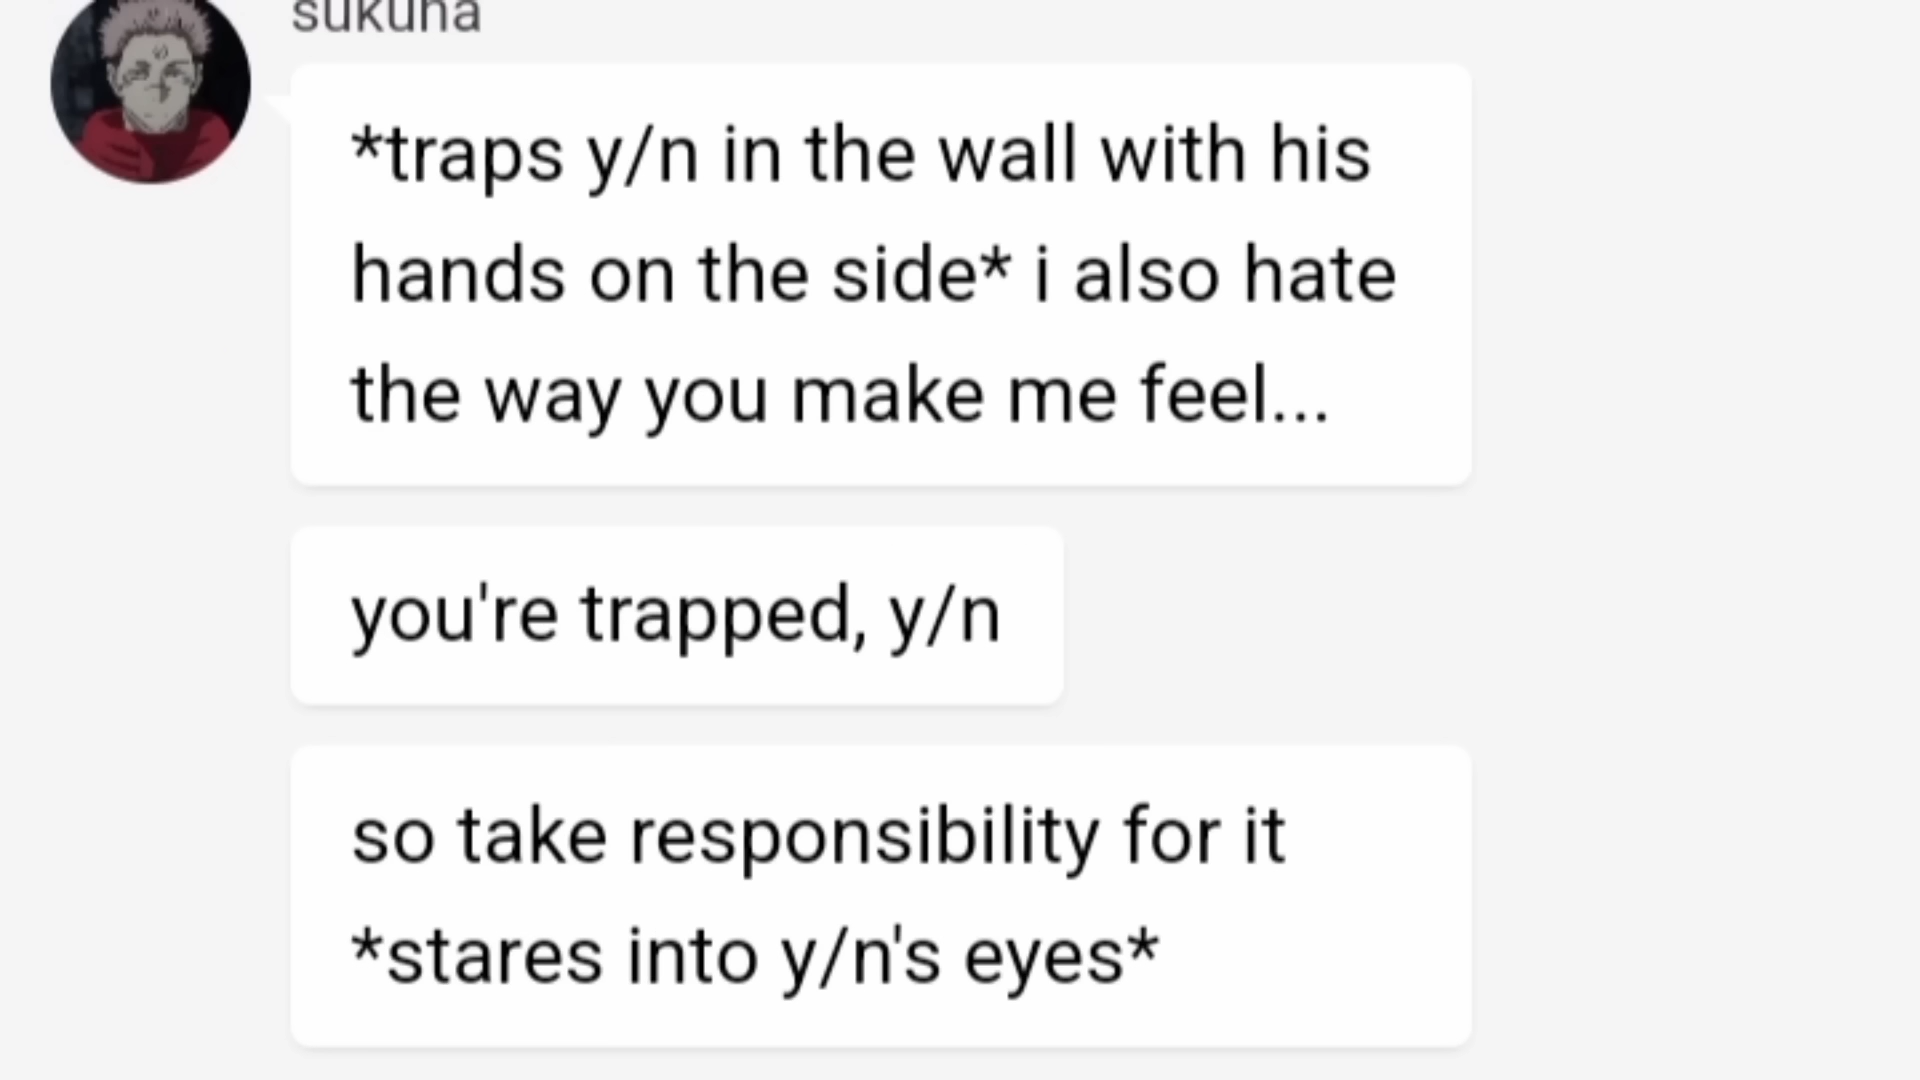 sukuna
*traps y/n in the wall with his
hands on the side* i also hate
the way you make me feel...
you're trapped, y/n
so take responsibility for it
*stares into y/n's eyes*